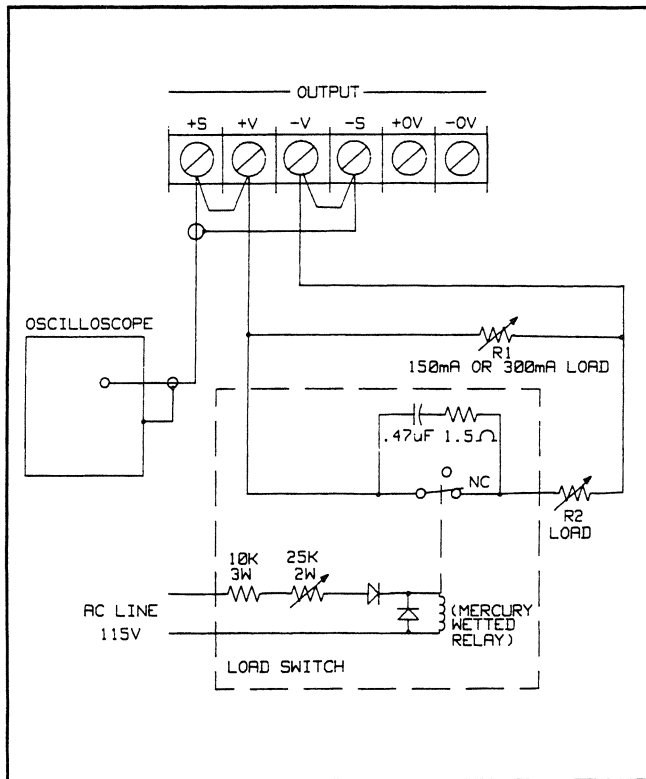 OUTPUT
+S +V -V -S +OV -OV
OSCILLOSCOPE
R1
150mA OR 300mA LOAD
.47uF 1.5Ω
NC
R2
LOAD
10K
3W
25K
2W
AC LINE
115V
(MERCURY
WETTED
RELAY)
LOAD SWITCH